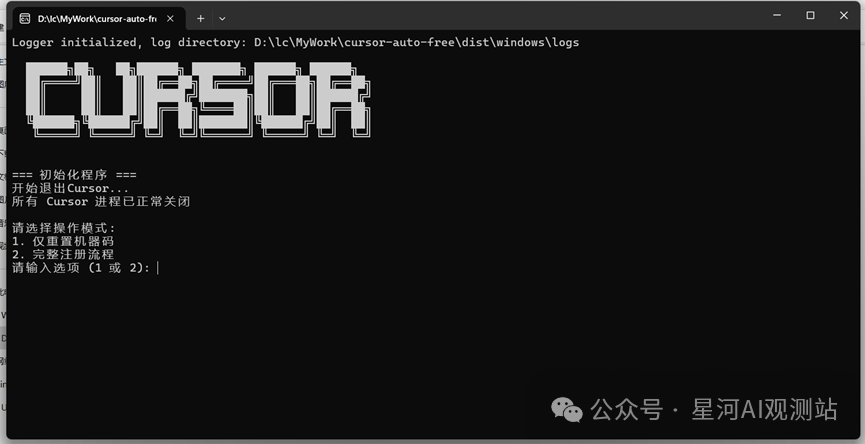 D:\lc\MyWork\cursor-auto-fre
Logger initialized, log directory: D:\lc\MyWork\cursor-auto-free\dist\windows\logs
CURSOR
=== 初始化程序 ===
开始退出Cursor...
所有 Cursor 进程已正常关闭
请选择操作模式:
1. 仅重置机器码
2. 完整注册流程
请输入选项 (1 或 2):
公众号 · 星河AI观测站